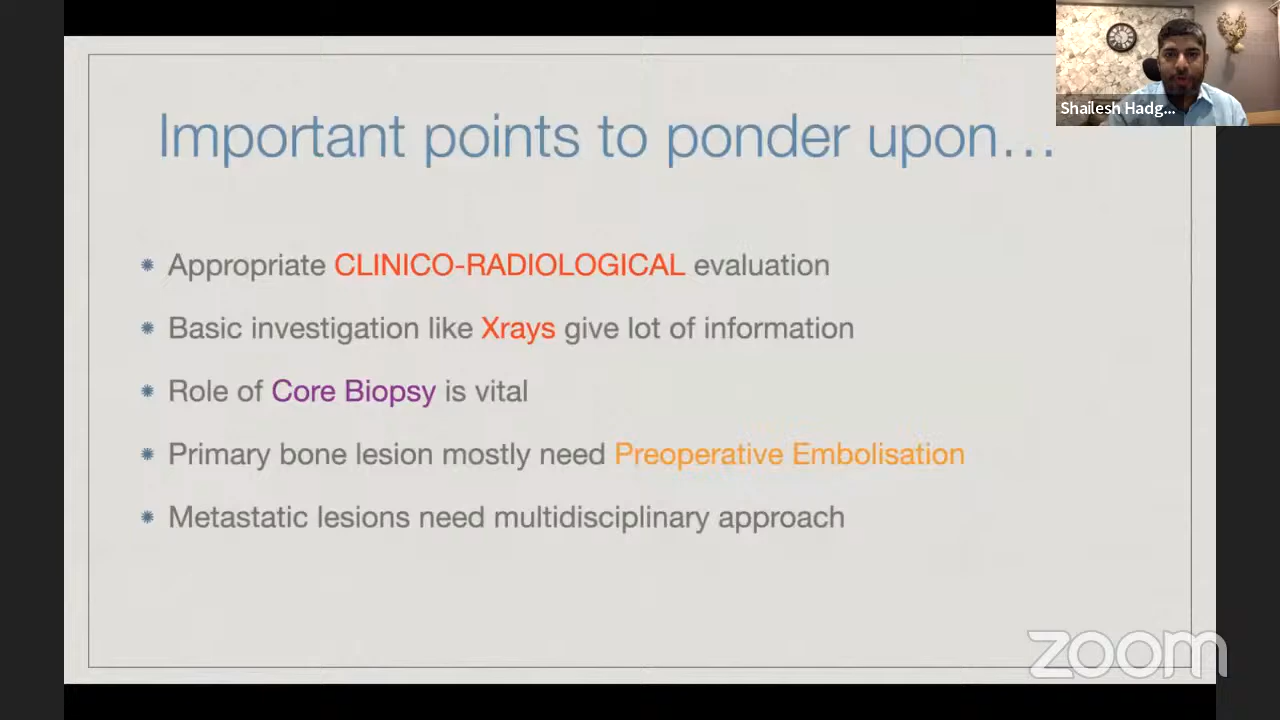 Shailesh Hadg...
Important points to ponder upon...
Appropriate CLINICO-RADIOLOGICAL evaluation
Basic investigation like Xrays give lot of information
Role of Core Biopsy is vital
Primary bone lesion mostly need Preoperative Embolisation
Metastatic lesions need multidisciplinary approach
zoom